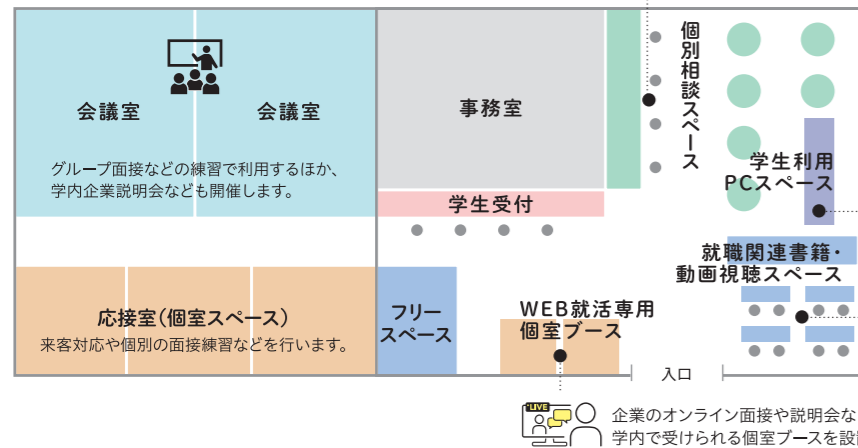 会議室
会議室
グループ面接などの練習で利用するほか、
学内企業説明会なども開催します。
事務室
学生受付
個別相談スペース
学生利用
PCスペース
就職関連書籍・
動画視聴スペース
応接室(個室スペース)
来客対応や個別の面接練習などを行います。
フリー
スペース
WEB就活専用
個室ブース
入口
LIVE
企業のオンライン面接や説明会な
学内で受けられる個室ブースを設